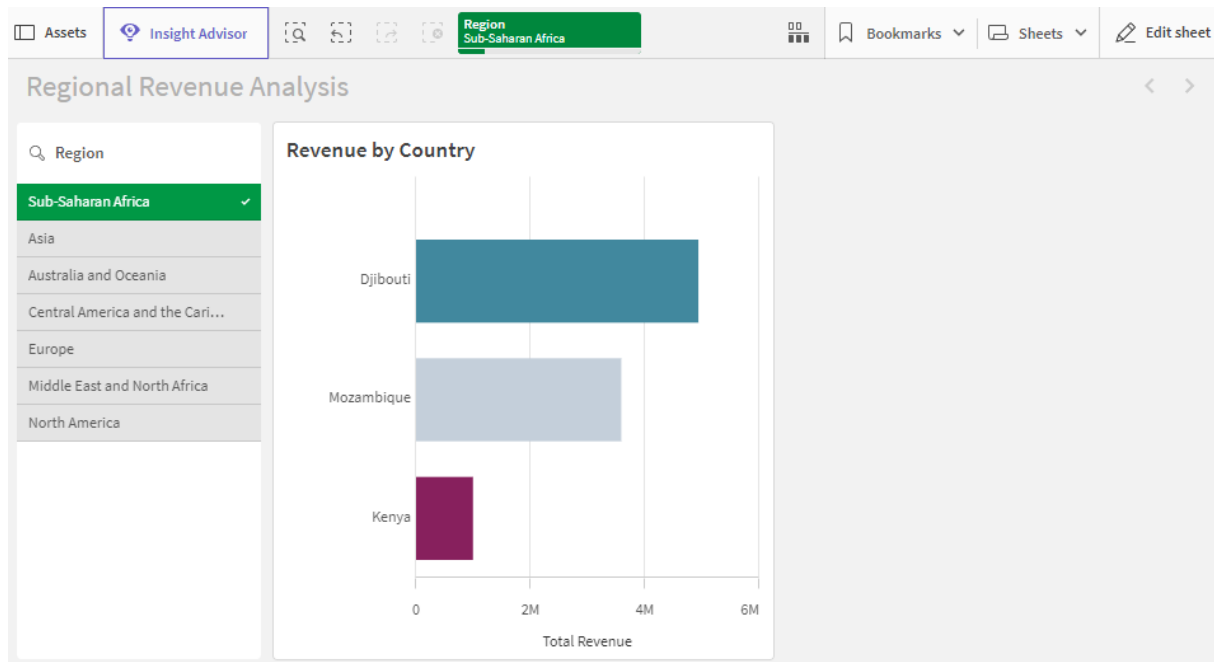 Assets
Insight Advisor
Region
Sub-Saharan Africa
Bookmarks
Sheets
Edit sheet
Regional Revenue Analysis
Region
Sub-Saharan Africa
Asia
Australia and Oceania
Central America and the Cari...
Europe
Middle East and North Africa
North America
Revenue by Country
Djibouti
Mozambique
Kenya
0 2M 4M 6M
Total Revenue